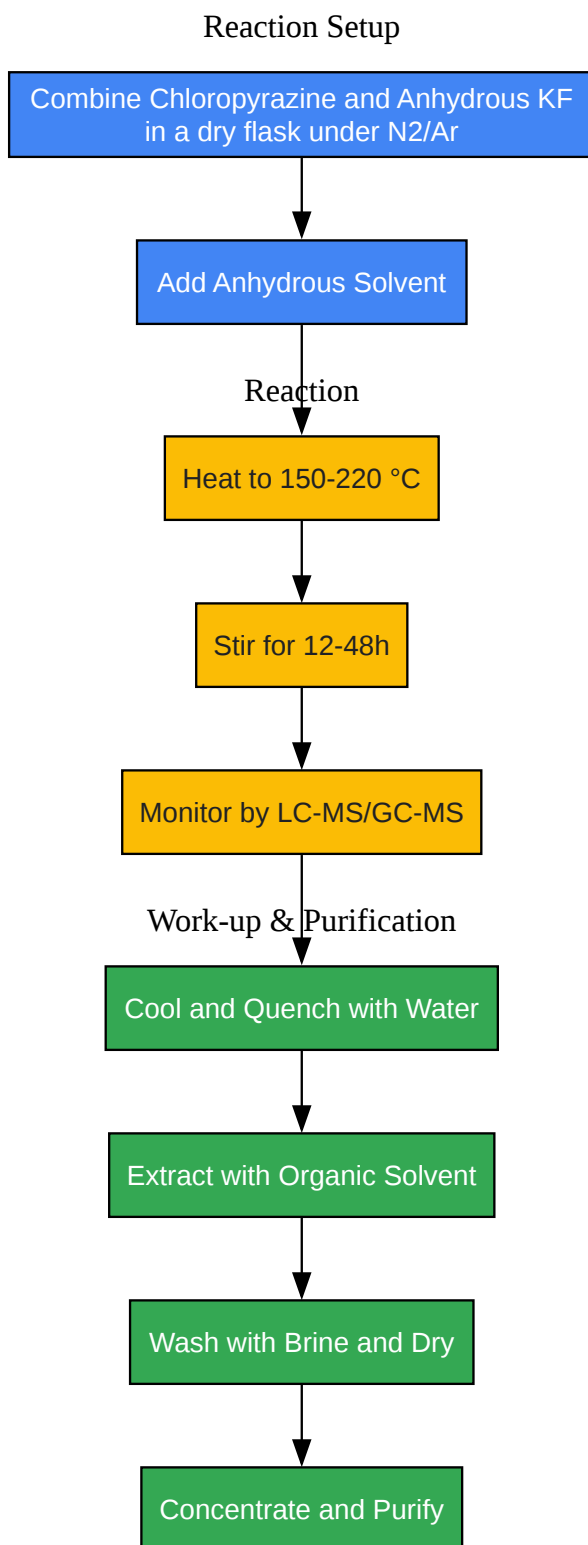 Reaction Setup
Combine Chloropyrazine and Anhydrous KF
in a dry flask under N2/Ar
Add Anhydrous Solvent
Reaction
Heat to 150-220 °C
Stir for 12-48h
Monitor by LC-MS/GC-MS
Work-up & Purification
Cool and Quench with Water
Extract with Organic Solvent
Wash with Brine and Dry
Concentrate and Purify